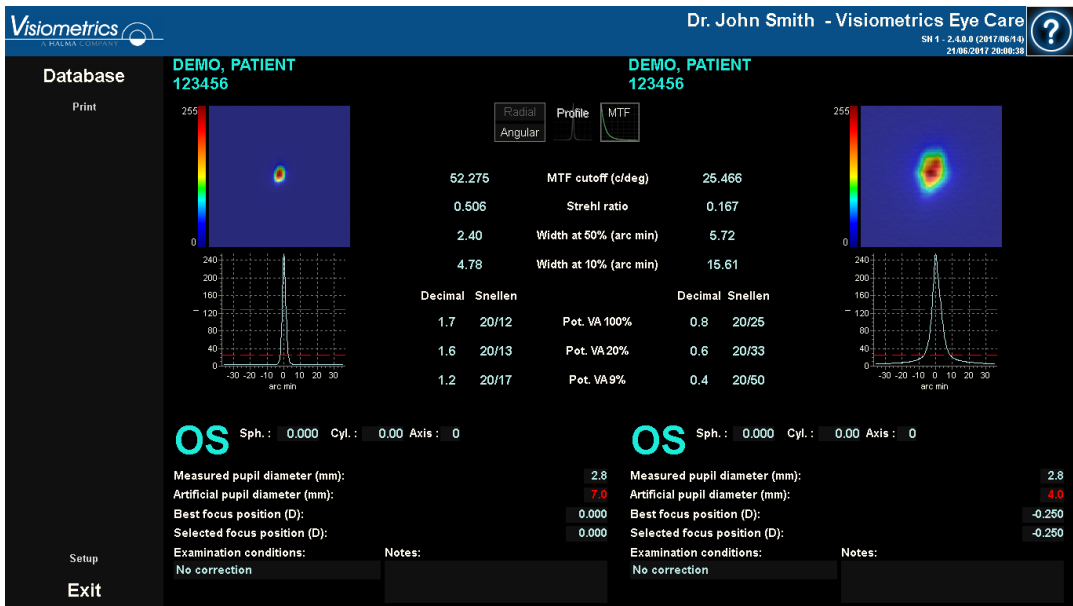 Visiometrics
A HALMA COMPANY
Dr. John Smith - Visiometrics Eye Care
SN 1 - 2.4.0.0 (2017/06/14)
21/06/2017 20:00:38
?
Database
Print
Setup
Exit
DEMO, PATIENT
123456
DEMO, PATIENT
123456
Radial
Angular
Profile
MTF
255
0
255
0
52.275 MTF cutoff (c/deg) 25.466
0.506 Strehl ratio 0.167
2.40 Width at 50% (arc min) 5.72
4.78 Width at 10% (arc min) 15.61
Decimal Snellen Decimal Snellen
1.7 20/12 Pot. VA 100% 0.8 20/25
1.6 20/13 Pot. VA 20% 0.6 20/33
1.2 20/17 Pot. VA 9% 0.4 20/50
240
200
160
120
80
40
0
-30 -20 -10 0 10 20 30
arc min
240
200
160
120
80
40
0
-30 -20 -10 0 10 20 30
arc min
OS Sph.: 0.000 Cyl.: 0.00 Axis: 0
Measured pupil diameter (mm): 2.8
Artificial pupil diameter (mm): 7.0
Best focus position (D): 0.000
Selected focus position (D): 0.000
Examination conditions: Notes:
No correction
OS Sph.: 0.000 Cyl.: 0.00 Axis: 0
Measured pupil diameter (mm): 2.8
Artificial pupil diameter (mm): 4.0
Best focus position (D): -0.250
Selected focus position (D): -0.250
Examination conditions: Notes:
No correction